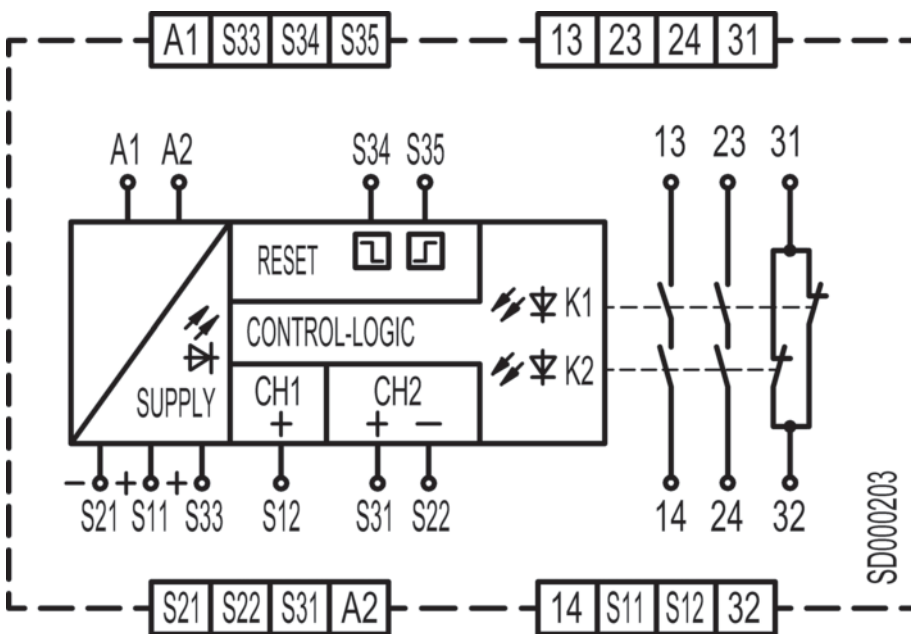 A1 S33 S34 S35 13 23 24 31
A1 A2 S34 S35 13 23 31
RESET
K1
CONTROL-LOGIC
K2
SUPPLY CH1 CH2
+ + −
− + +
S21 S11 S33 S12 S31 S22 14 24 32
SD000203
S21 S22 S31 A2 14 S11 S12 32